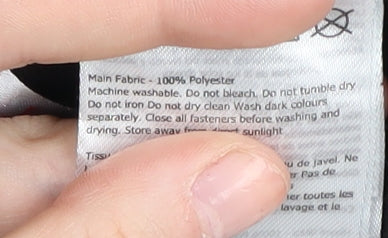 Main Fabric - 100% Polyester
Machine washable. Do not bleach. Do not tumble dry
Do not iron Do not dry clean Wash dark colours
separately. Close all fasteners before washing and
drying. Store away from direct sunlight
Tissu
u de javel. Ne
er Pas de
ier toutes les
lavage et le